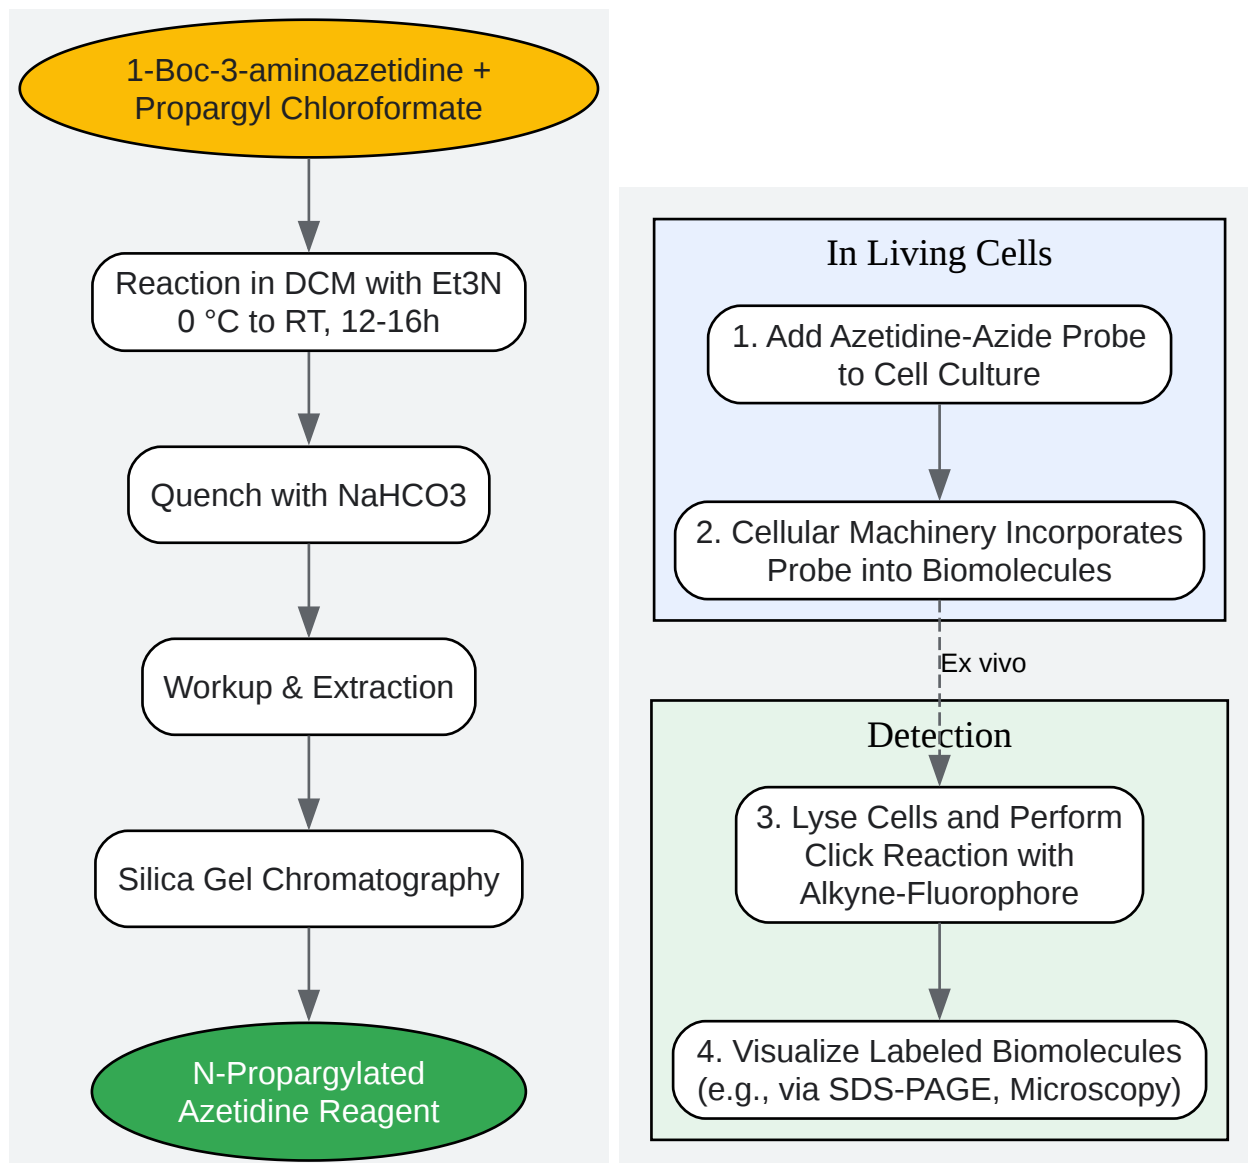 1-Boc-3-aminoazetidine +
Propargyl Chloroformate
Reaction in DCM with Et3N
0 °C to RT, 12-16h
Quench with NaHCO3
Workup & Extraction
Silica Gel Chromatography
N-Propargylated
Azetidine Reagent
In Living Cells
1. Add Azetidine-Azide Probe
to Cell Culture
2. Cellular Machinery Incorporates
Probe into Biomolecules
Ex vivo
Detection
3. Lyse Cells and Perform
Click Reaction with
Alkyne-Fluorophore
4. Visualize Labeled Biomolecules
(e.g., via SDS-PAGE, Microscopy)